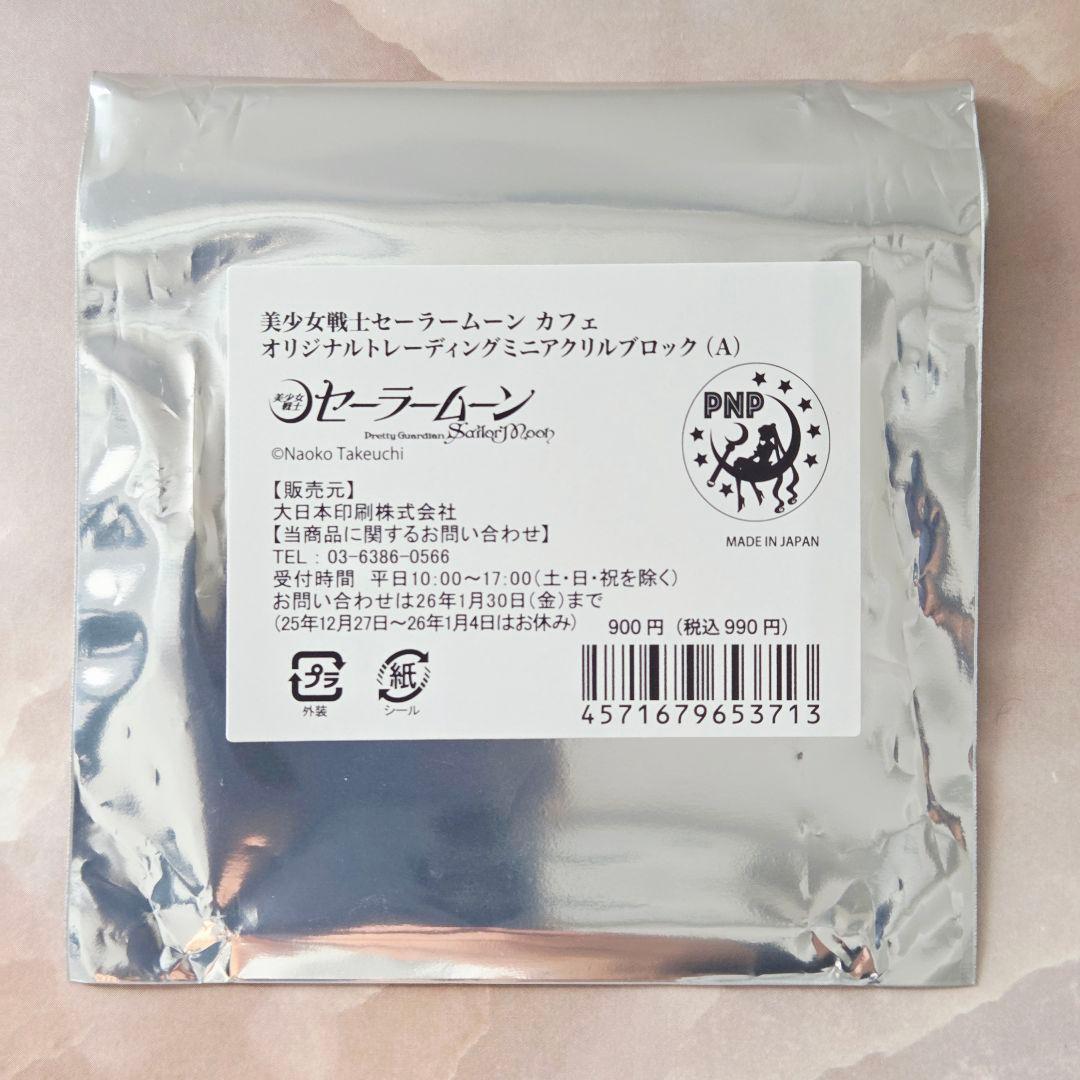 美少女戦士セーラームーン カフェ
オリジナルトレーディングミニアクリルブロック（A）
美少女
戦士
セーラームーン
Pretty Guardian Sailor Moon
©Naoko Takeuchi
PNP
MADE IN JAPAN
【販売元】
大日本印刷株式会社
【当商品に関するお問い合わせ】
TEL：03-6386-0566
受付時間　平日10:00～17:00（土・日・祝を除く）
お問い合わせは26年1月30日（金）まで
（25年12月27日～26年1月4日はお休み）
900 円（税込 990 円）
プラ
外装
紙
シール
4571679653713